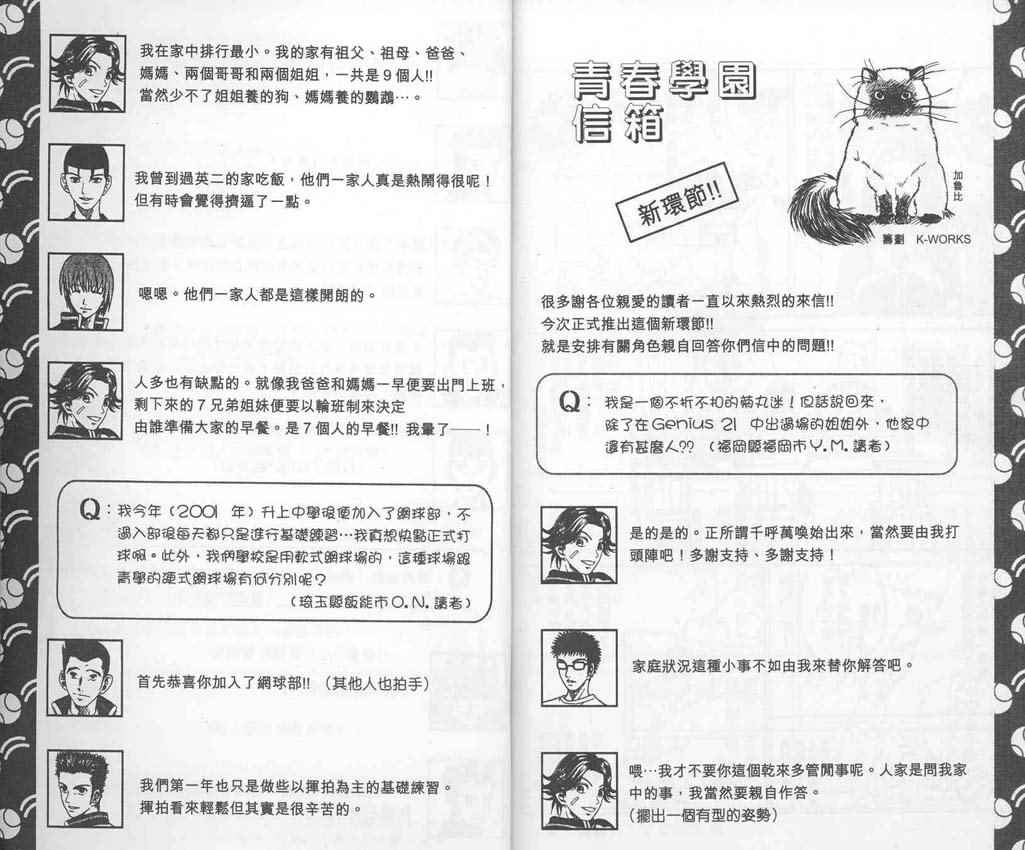 青春學園
信箱
新環節!!
加魯比
籌劃 K-WORKS
很多謝各位親愛的讀者一直以來熱烈的來信!!
今次正式推出這個新環節!!
就是安排有關角色親自回答你們信中的問題!!
Q：我是一個不折不扣的菊丸迷！但話說回來，
除了在Genius 21 中出過場的姐姐外，他家中
還有甚麼人??（福岡縣福岡市Y.M.讀者）
是的是的。正所謂千呼萬喚始出來，當然要由我打
頭陣吧！多謝支持、多謝支持！
家庭狀況這種小事不如由我來替你解答吧。
喂…我才不要你這個乾來多管閒事呢。人家是問我家
中的事，我當然要親自作答。
（擺出一個有型的姿勢）
我在家中排行最小。我的家有祖父、祖母、爸爸、
媽媽、兩個哥哥和兩個姐姐，一共是9個人!!
當然少不了姐姐養的狗、媽媽養的鸚鵡…。
我曾到過英二的家吃飯，他們一家人真是熱鬧得很呢！
但有時會覺得擠逼了一點。
嗯嗯。他們一家人都是這樣開朗的。
人多也有缺點的。就像我爸爸和媽媽一早便要出門上班，
剩下來的7兄弟姐妹便要以輪班制來決定
由誰準備大家的早餐。是7個人的早餐!! 我暈了——！
Q：我今年（2001 年）升上中學後便加入了網球部，不
過入部後每天都只是進行基礎練習…我真想快點正式打
球啊。此外，我們學校是用軟式網球場的，這種球場跟
青學的硬式網球場有何分別呢？
（琦玉縣飯能市O.N.讀者）
首先恭喜你加入了網球部!!（其他人也拍手）
我們第一年也只是做些以揮拍為主的基礎練習。
揮拍看來輕鬆但其實是很辛苦的。